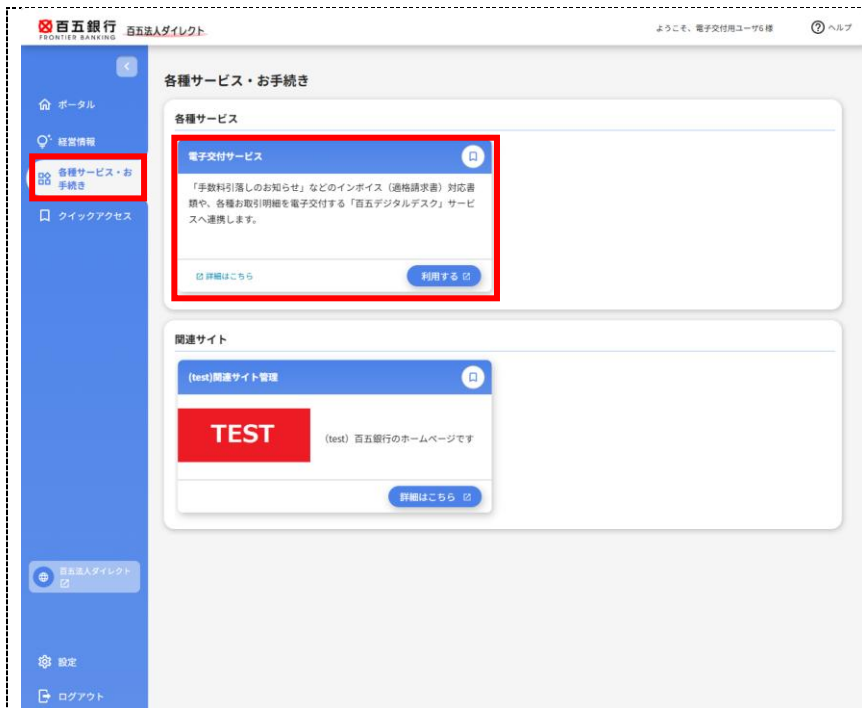 百五銀行 百五法人ダイレクト
FRONTIER BANKING
ようこそ、電子交付用ユーザ6 様
ヘルプ
ポータル
経営情報
各種サービス・お
手続き
クイックアクセス
百五法人ダイレクト
設定
ログアウト
各種サービス・お手続き
各種サービス
電子交付サービス
「手数料引落しのお知らせ」などのインボイス（適格請求書）対応書
類や、各種お取引明細を電子交付する「百五デジタルデスク」サービ
スへ連携します。
詳細はこちら
利用する
関連サイト
(test)関連サイト管理
TEST
（test）百五銀行のホームページです
詳細はこちら